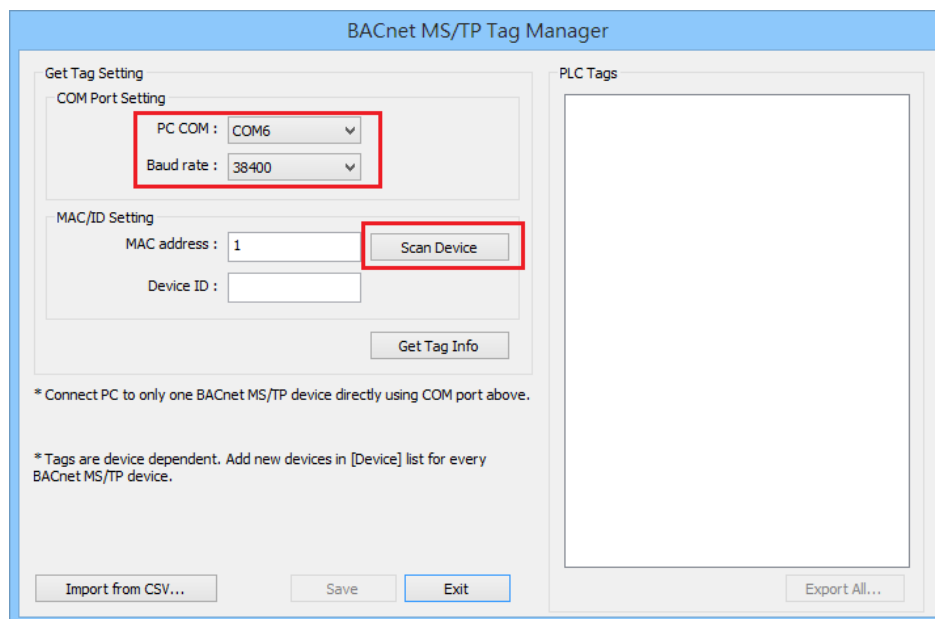 BACnet MS/TP Tag Manager
Get Tag Setting
COM Port Setting
PC COM : COM6
Baud rate : 38400
MAC/ID Setting
MAC address : 1
Scan Device
Device ID :
Get Tag Info
* Connect PC to only one BACnet MS/TP device directly using COM port above.
* Tags are device dependent. Add new devices in [Device] list for every
BACnet MS/TP device.
Import from CSV...
Save
Exit
PLC Tags
Export All...